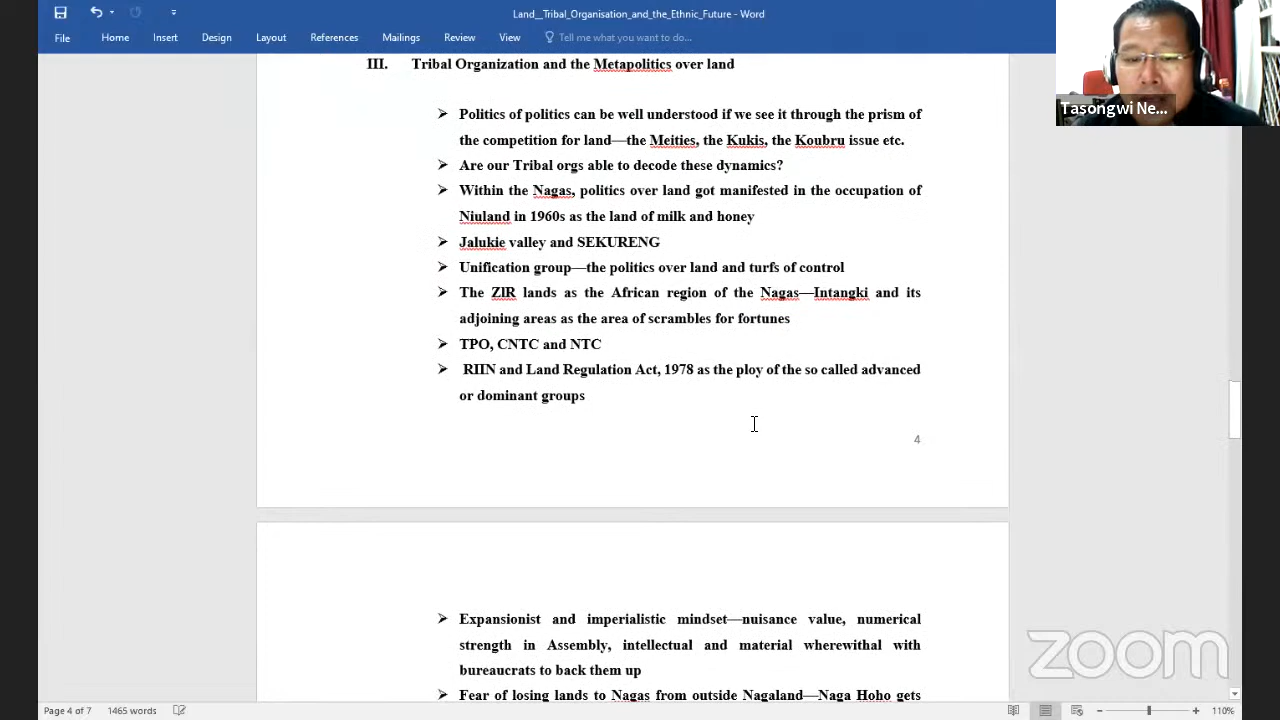 Land__Tribal_Organisation_and_the_Ethnic_Future - Word
File Home Insert Design Layout References Mailings Review View Tell me what you want to do...
Tasongwi Ne...
III. Tribal Organization and the Metapolitics over land
➢ Politics of politics can be well understood if we see it through the prism of
the competition for land—the Meities, the Kukis, the Koubru issue etc.
➢ Are our Tribal orgs able to decode these dynamics?
➢ Within the Nagas, politics over land got manifested in the occupation of
Niuland in 1960s as the land of milk and honey
➢ Jalukie valley and SEKURENG
➢ Unification group—the politics over land and turfs of control
➢ The ZlR lands as the African region of the Nagas—Intangki and its
adjoining areas as the area of scrambles for fortunes
➢ TPO, CNTC and NTC
➢ RIIN and Land Regulation Act, 1978 as the ploy of the so called advanced
or dominant groups
4
➢ Expansionist and imperialistic mindset—nuisance value, numerical
strength in Assembly, intellectual and material wherewithal with
bureaucrats to back them up
➢ Fear of losing lands to Nagas from outside Nagaland—Naga Hoho gets
zoom
Page 4 of 7 1465 words 110%